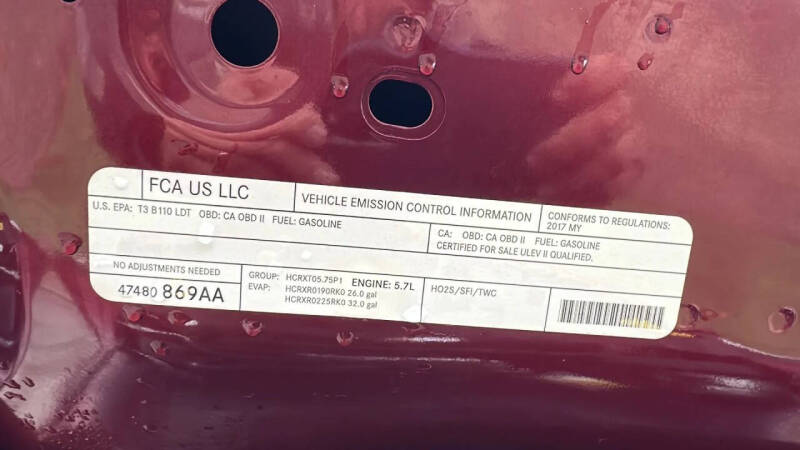 FCA US LLC
VEHICLE EMISSION CONTROL INFORMATION
CONFORMS TO REGULATIONS:
2017 MY
U.S. EPA: T3 B110 LDT OBD: CA OBD II FUEL: GASOLINE
CA: OBD: CA OBD II FUEL: GASOLINE
CERTIFIED FOR SALE ULEV II QUALIFIED.
NO ADJUSTMENTS NEEDED
47480 869AA
GROUP: HCRXT05.75P1 ENGINE: 5.7L
EVAP: HCRXR0190RK0 26.0 gal
HCRXR0225RK0 32.0 gal
HO2S/SFI/TWC